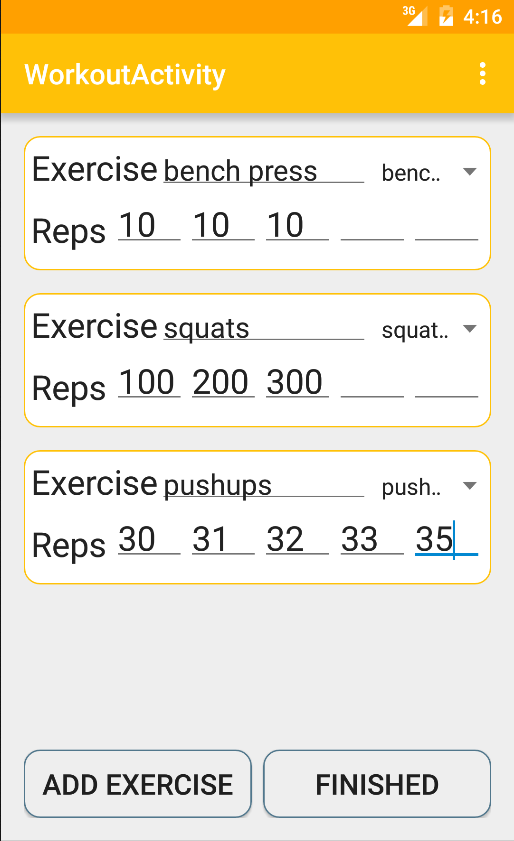 3G 4:16
WorkoutActivity
Exercise bench press benc..
Reps 10 10 10
Exercise squats squat..
Reps 100 200 300
Exercise pushups push..
Reps 30 31 32 33 35
ADD EXERCISE FINISHED